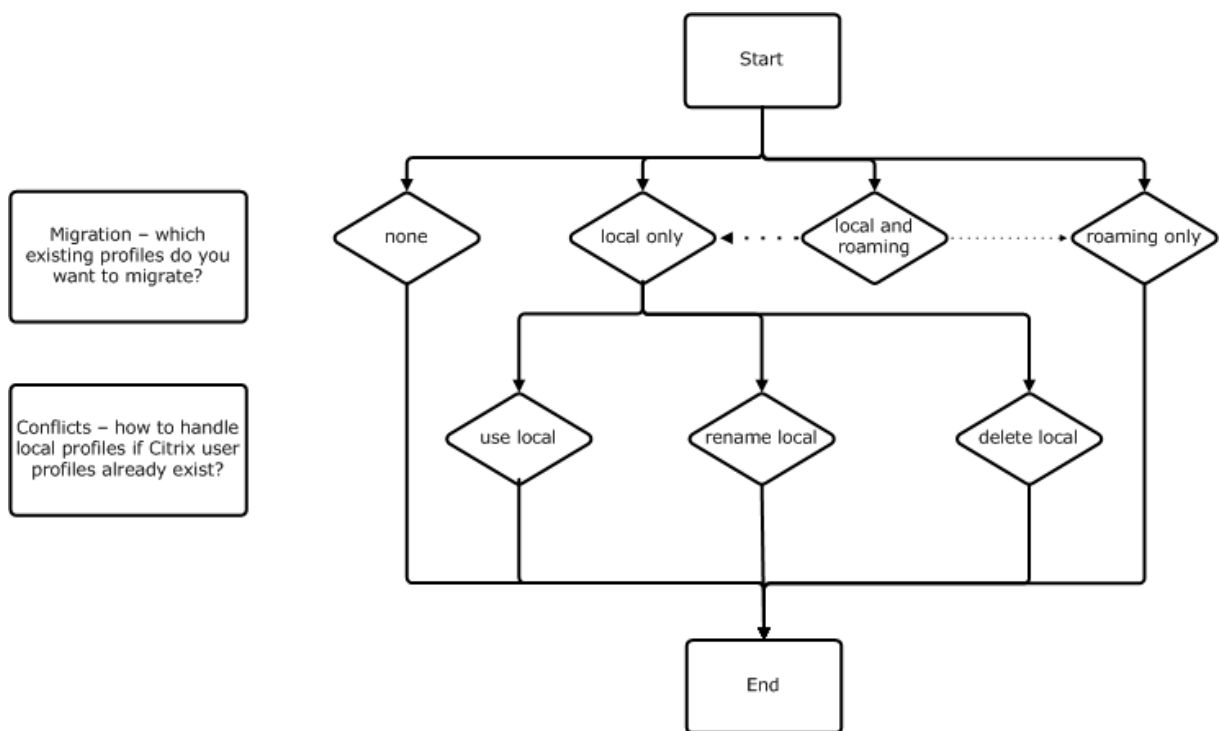 Start
Migration – which
existing profiles do you
want to migrate?
none
local only
local and
roaming
roaming only
Conflicts – how to handle
local profiles if Citrix user
profiles already exist?
use local
rename local
delete local
End